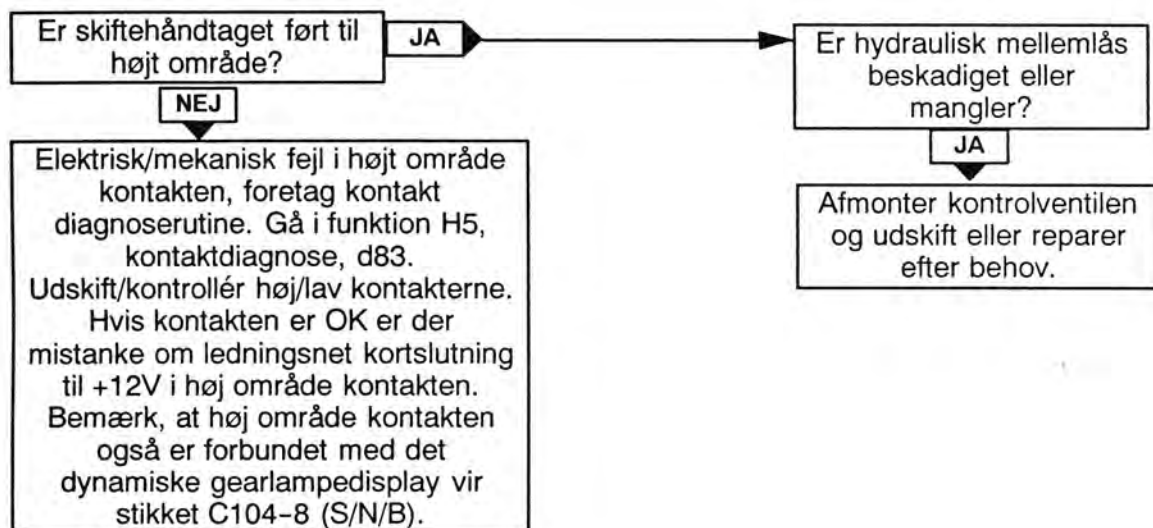 Er skiftehåndtaget ført til
højt område?
JA
NEJ
Elektrisk/mekanisk fejl i højt område
kontakten, foretag kontakt
diagnoserutine. Gå i funktion H5,
kontaktdiagnose, d83.
Udskift/kontrollér høj/lav kontakterne.
Hvis kontakten er OK er der
mistanke om ledningsnet kortslutning
til +12V i høj område kontakten.
Bemærk, at høj område kontakten
også er forbundet med det
dynamiske gearlampedisplay vir
stikket C104-8 (S/N/B).
Er hydraulisk mellemlås
beskadiget eller
mangler?
JA
Afmonter kontrolventilen
og udskift eller reparer
efter behov.